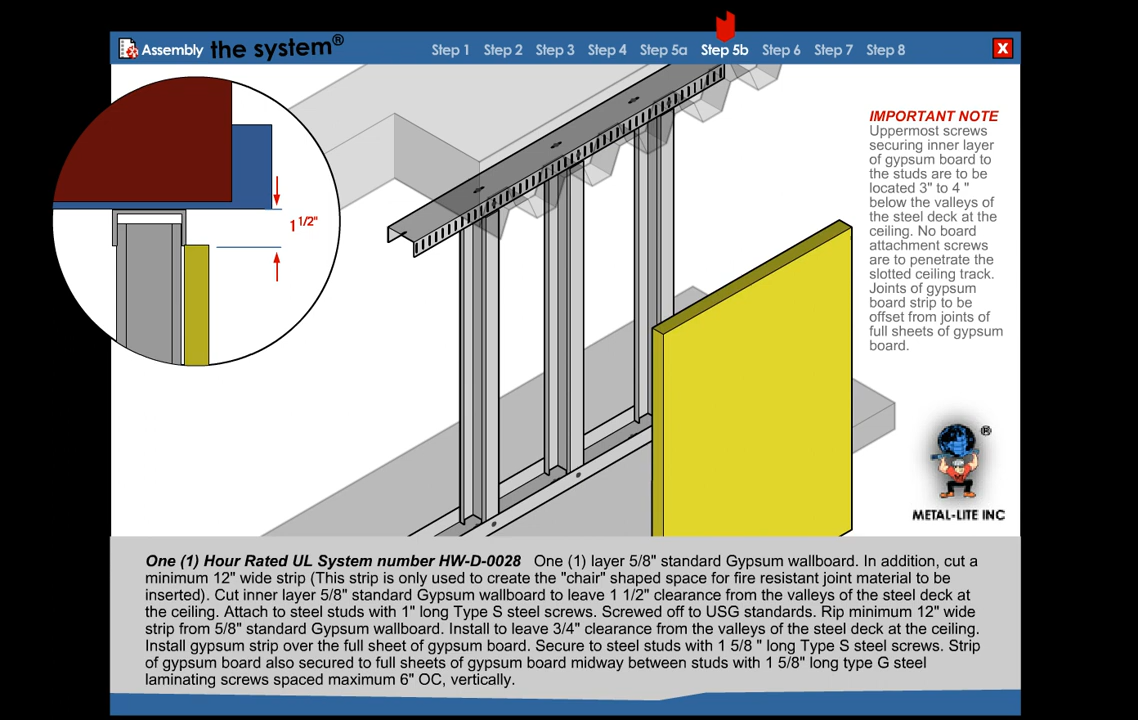 Assembly the system®
Step 1 Step 2 Step 3 Step 4 Step 5a Step 5b Step 6 Step 7 Step 8
X
1 1/2"
IMPORTANT NOTE
Uppermost screws
securing inner layer
of gypsum board to
the studs are to be
located 3" to 4 "
below the valleys of
the steel deck at the
ceiling. No board
attachment screws
are to penetrate the
slotted ceiling track.
Joints of gypsum
board strip to be
offset from joints of
full sheets of gypsum
board.
®
METAL-LITE INC
One (1) Hour Rated UL System number HW-D-0028 One (1) layer 5/8" standard Gypsum wallboard. In addition, cut a
minimum 12" wide strip (This strip is only used to create the "chair" shaped space for fire resistant joint material to be
inserted). Cut inner layer 5/8" standard Gypsum wallboard to leave 1 1/2" clearance from the valleys of the steel deck at
the ceiling. Attach to steel studs with 1" long Type S steel screws. Screwed off to USG standards. Rip minimum 12" wide
strip from 5/8" standard Gypsum wallboard. Install to leave 3/4" clearance from the valleys of the steel deck at the ceiling.
Install gypsum strip over the full sheet of gypsum board. Secure to steel studs with 1 5/8 " long Type S steel screws. Strip
of gypsum board also secured to full sheets of gypsum board midway between studs with 1 5/8" long type G steel
laminating screws spaced maximum 6" OC, vertically.